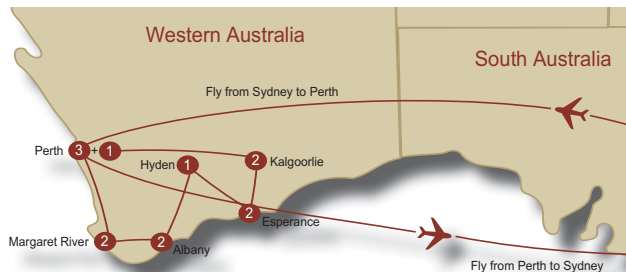 Western Australia
South Australia
Fly from Sydney to Perth
Perth 3 + 1
2 Kalgoorlie
Hyden 1
2 Esperance
Margaret River 2
2 Albany
Fly from Perth to Sydney